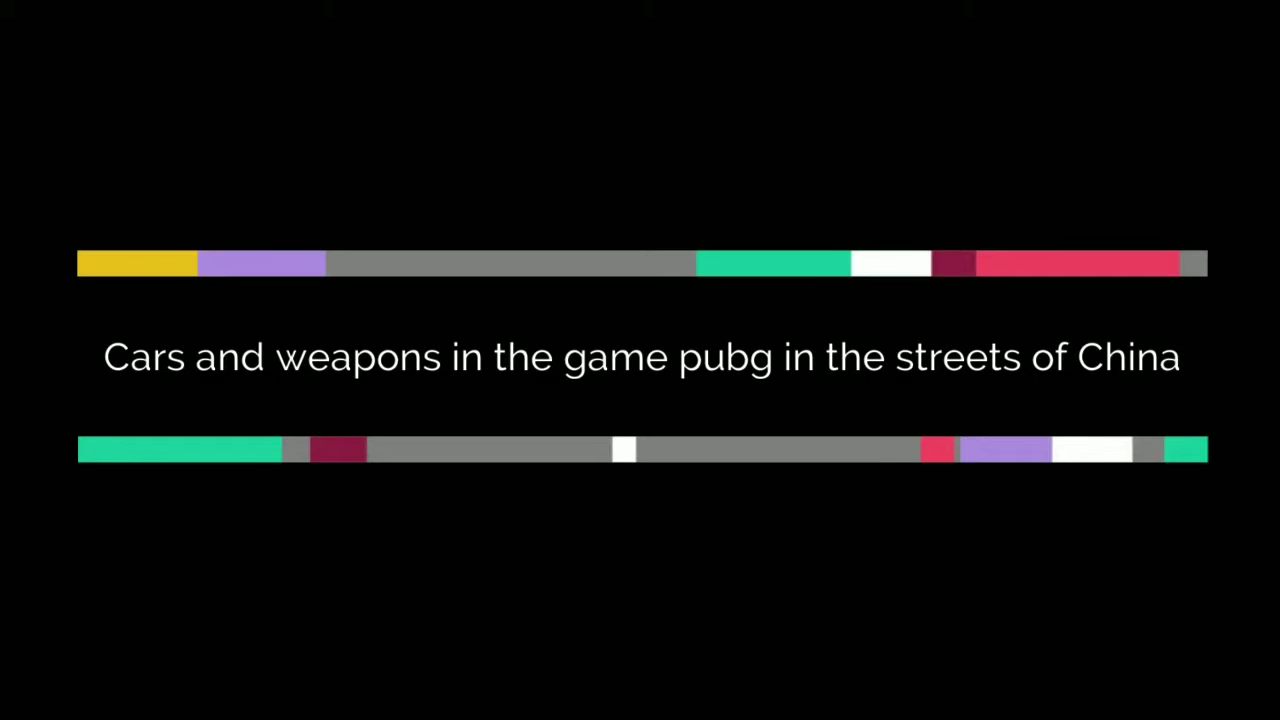 Cars and weapons in the game pubg in the streets of China